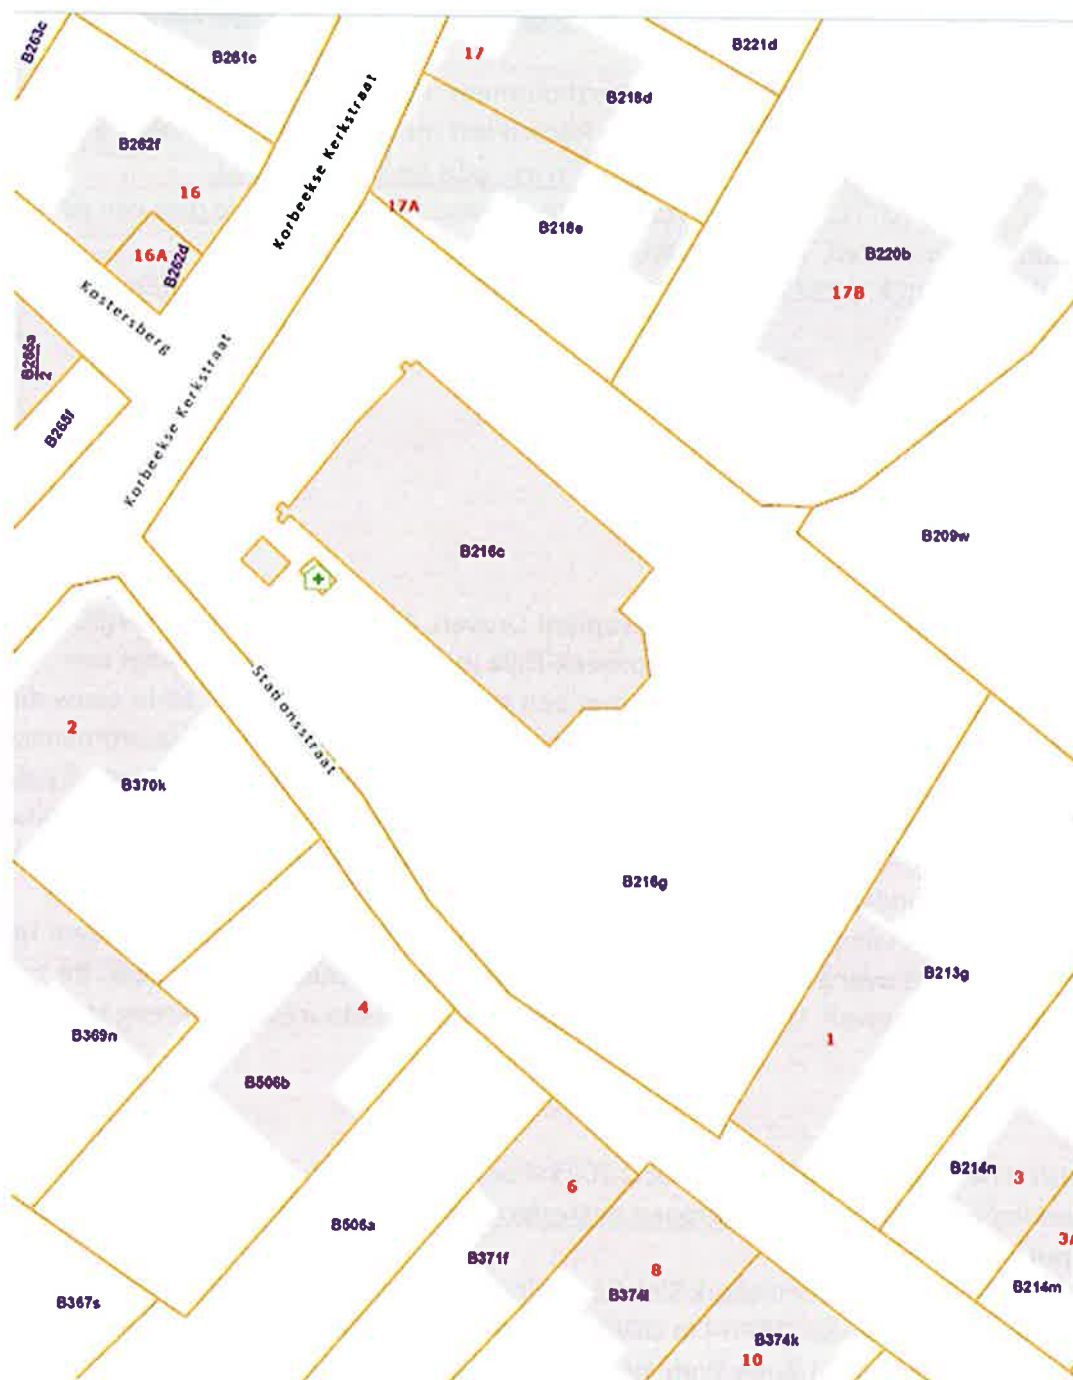 B263c
B261c
17
B221d
B218d
B262f
Korbeekse Kerkstraat
16
17A
B218e
B220b
16A
B262d
17B
Kostersberg
B265f
Korbeekse Kerkstraat
B209w
B216c
Stationsstraat
2
B370k
B216g
B213g
4
B369n
1
B506b
B214n
3
6
B506a
B371f
8
B214m
B367s
B374l
B374k
10